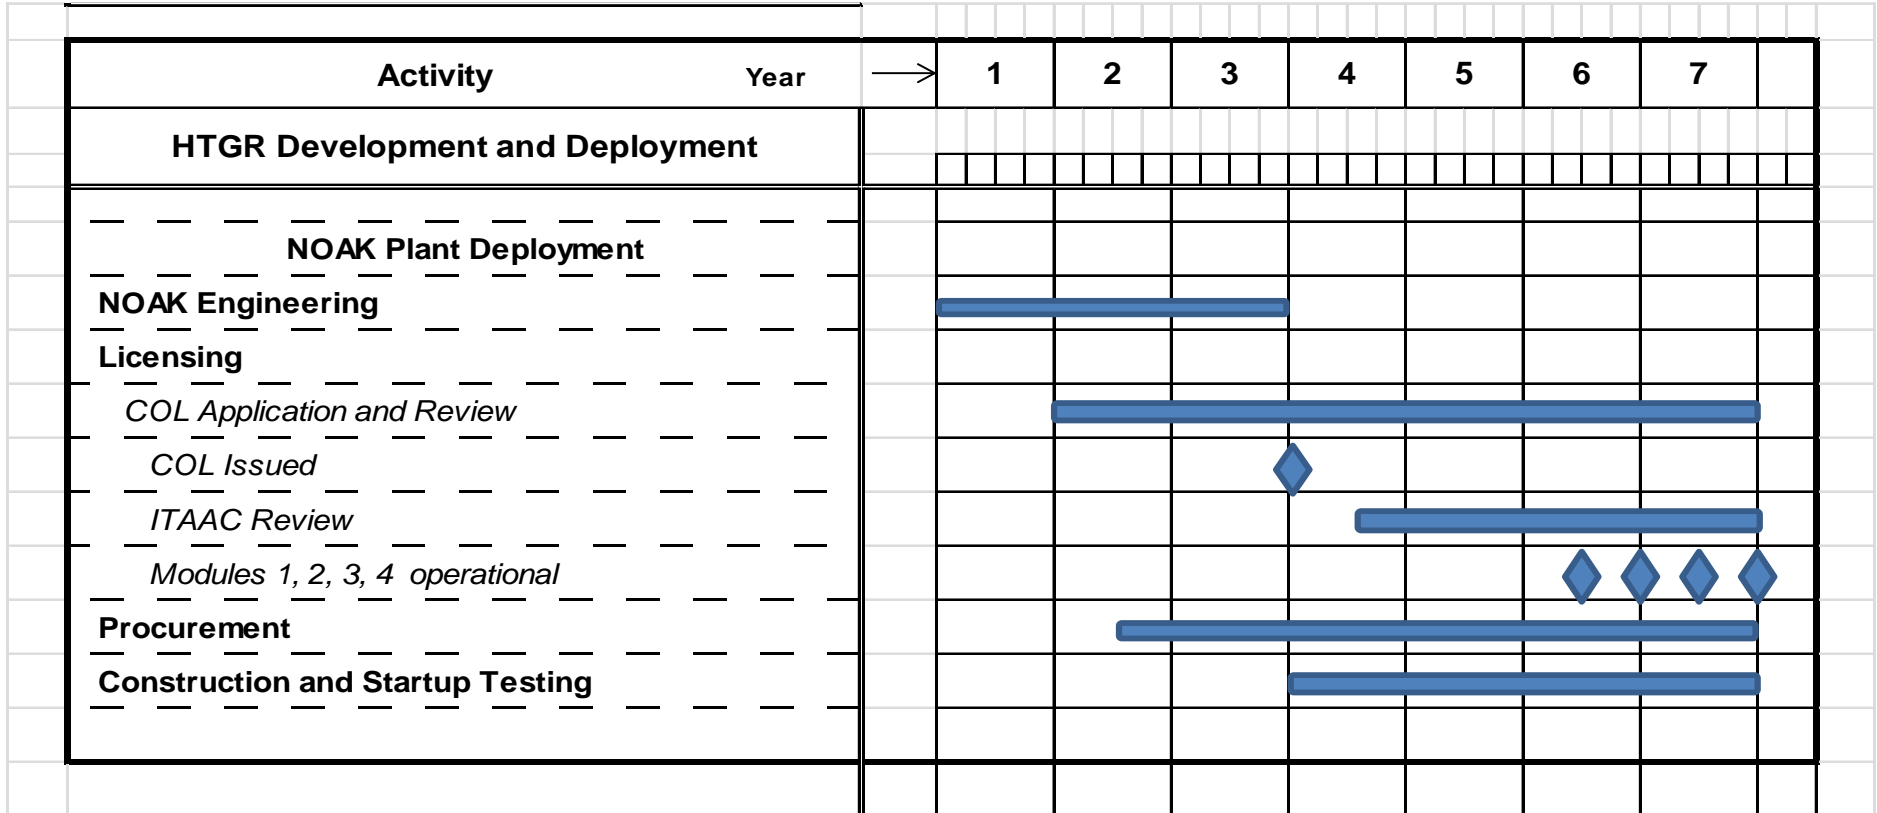 Activity Year 1 2 3 4 5 6 7
HTGR Development and Deployment
NOAK Plant Deployment
NOAK Engineering
Licensing
COL Application and Review
COL Issued
ITAAC Review
Modules 1, 2, 3, 4 operational
Procurement
Construction and Startup Testing